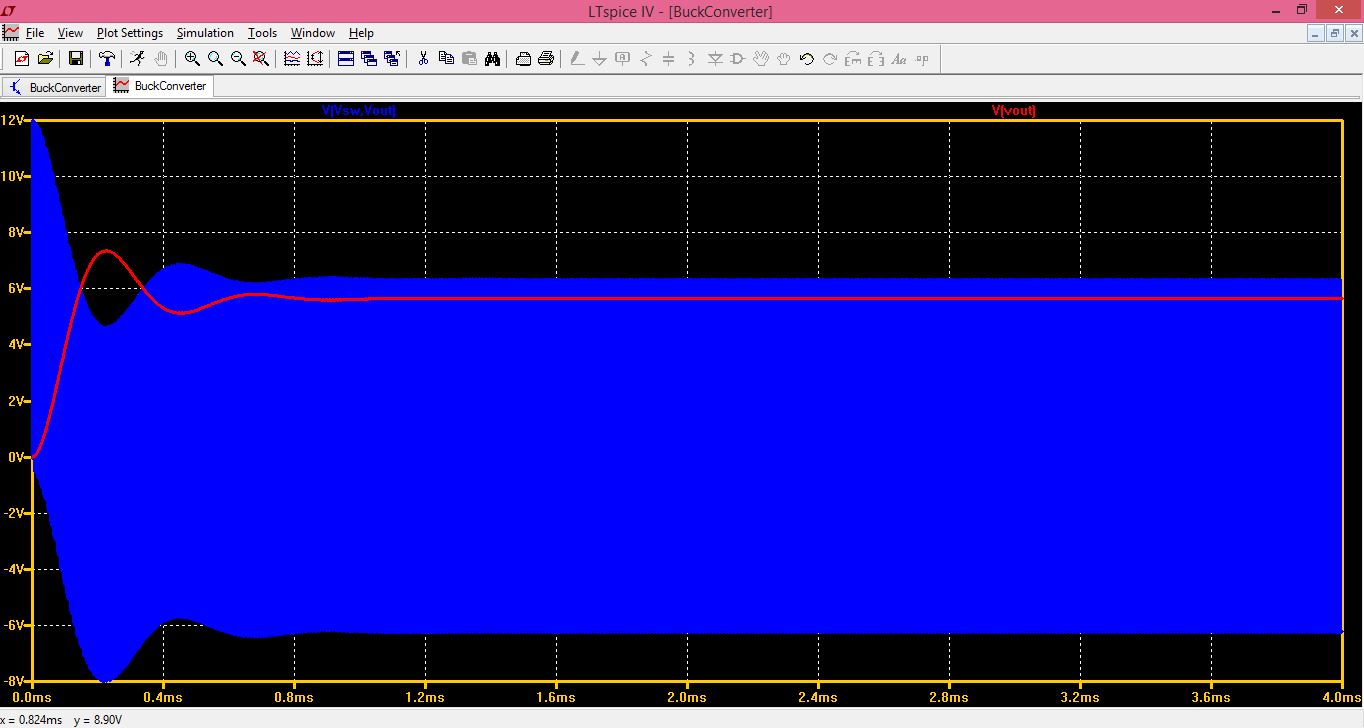 LTspice IV - [BuckConverter]
File View Plot Settings Simulation Tools Window Help
BuckConverter BuckConverter
V[Vsw,Vout] V[vout]
12V
10V
8V
6V
4V
2V
0V
-2V
-4V
-6V
-8V
0.0ms 0.4ms 0.8ms 1.2ms 1.6ms 2.0ms 2.4ms 2.8ms 3.2ms 3.6ms 4.0ms
x = 0.824ms y = 8.90V